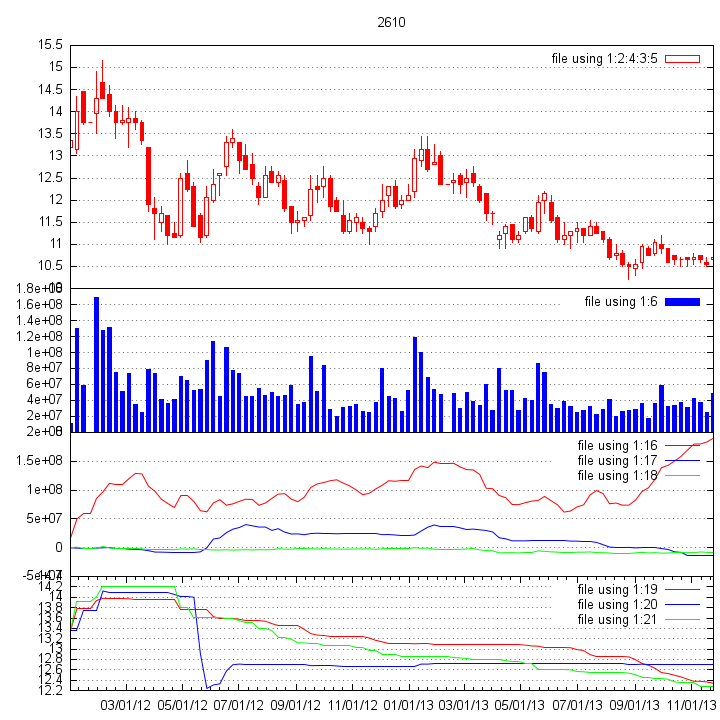 2610
15.5
file using 1:2:4:3:5
15
14.5
14
13.5
13
12.5
12
11.5
11
10.5
1.8e+08
file using 1:6
1.6e+08
1.4e+08
1.2e+08
1e+08
8e+07
6e+07
4e+07
2e+07
file using 1:16
1.5e+08
file using 1:17
file using 1:18
1e+08
5e+07
0
-5e+07
14.2
file using 1:19
14
file using 1:20
13.8
13.6
file using 1:21
13.4
13.2
13
12.8
12.6
12.4
12.2
03/01/12 05/01/12 07/01/12 09/01/12 11/01/12 01/01/13 03/01/13 05/01/13 07/01/13 09/01/13 11/01/13